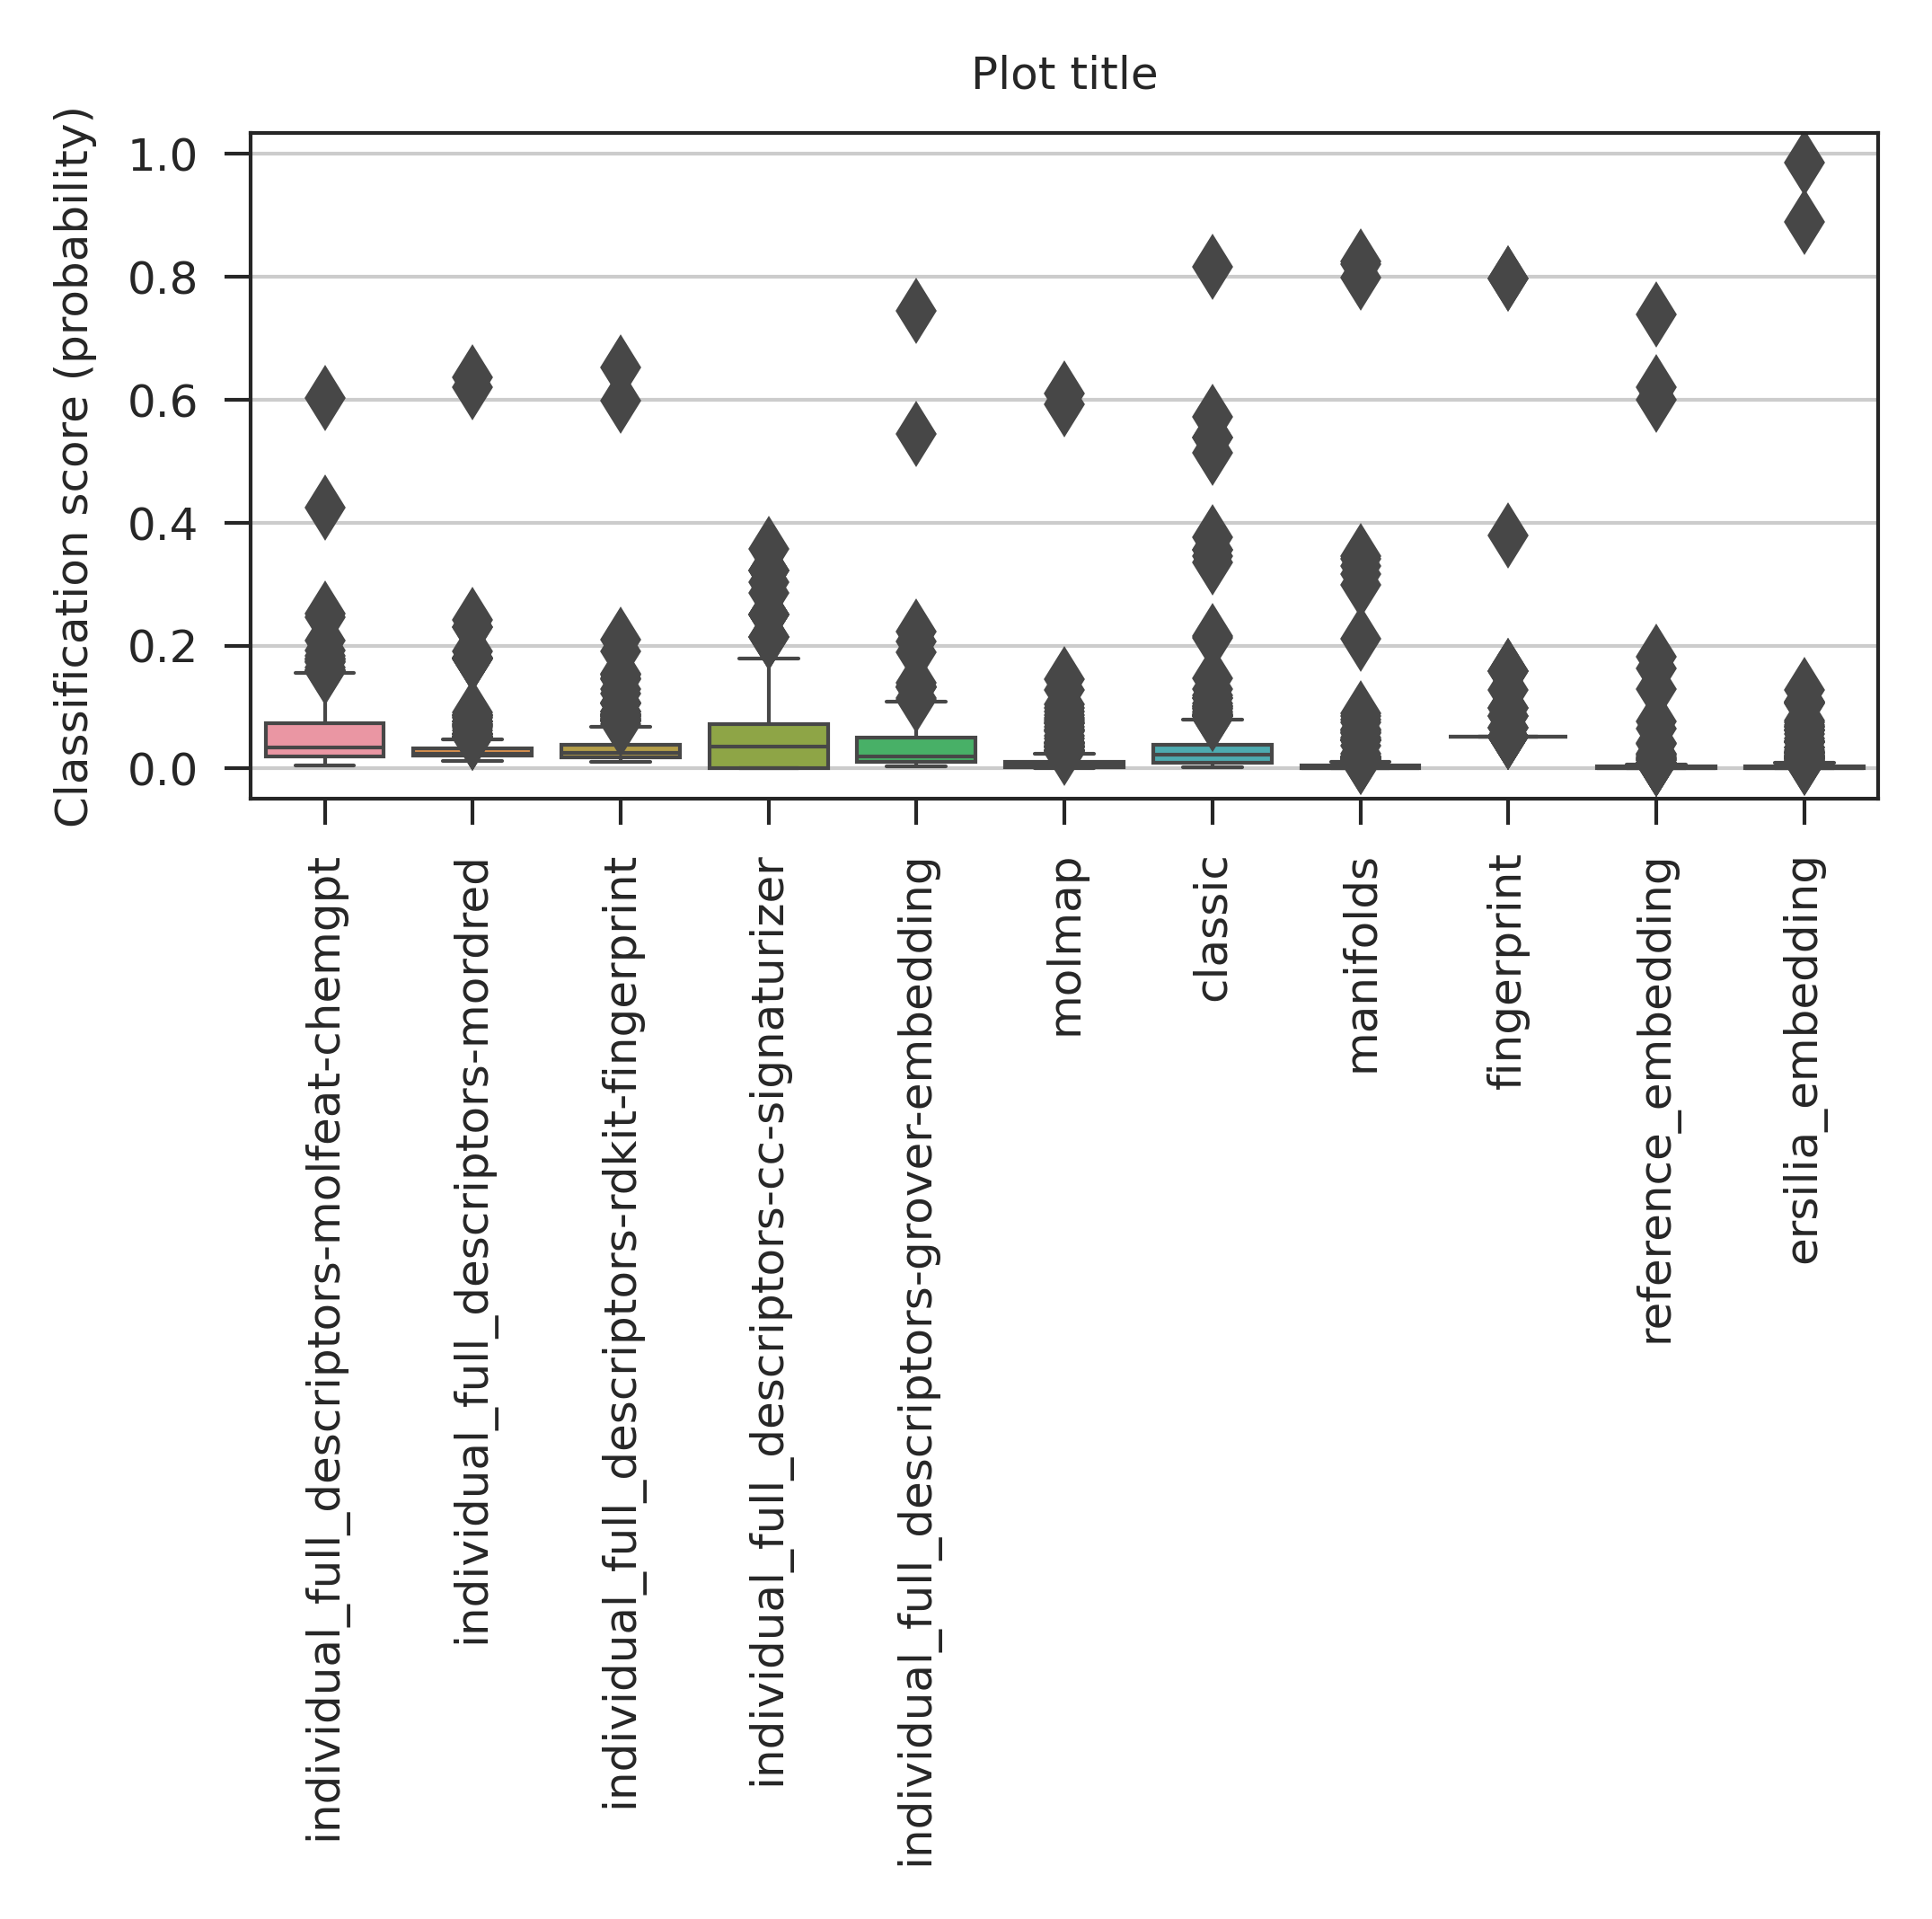 Plot title
Classification score (probability)
1.0
0.8
0.6
0.4
0.2
0.0
individual_full_descriptors-molfeat-chemgpt
individual_full_descriptors-mordred
individual_full_descriptors-rdkit-fingerprint
individual_full_descriptors-cc-signaturizer
individual_full_descriptors-grover-embedding
molmap
classic
manifolds
fingerprint
reference_embedding
ersilia_embedding